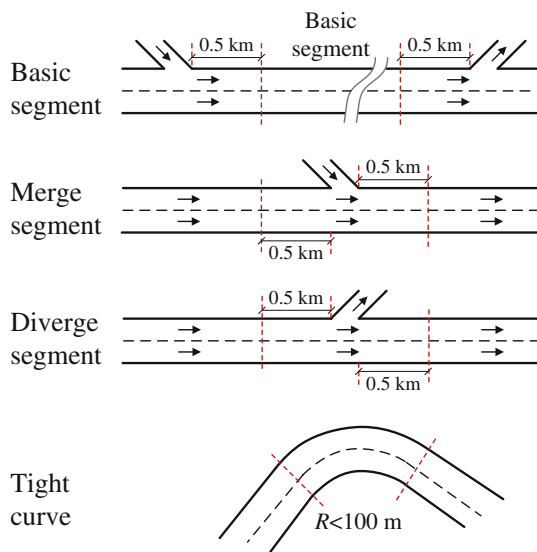 Basic
segment
0.5 km
0.5 km
Basic
segment
0.5 km
Merge
segment
0.5 km
0.5 km
Diverge
segment
0.5 km
Tight
curve
R<100 m